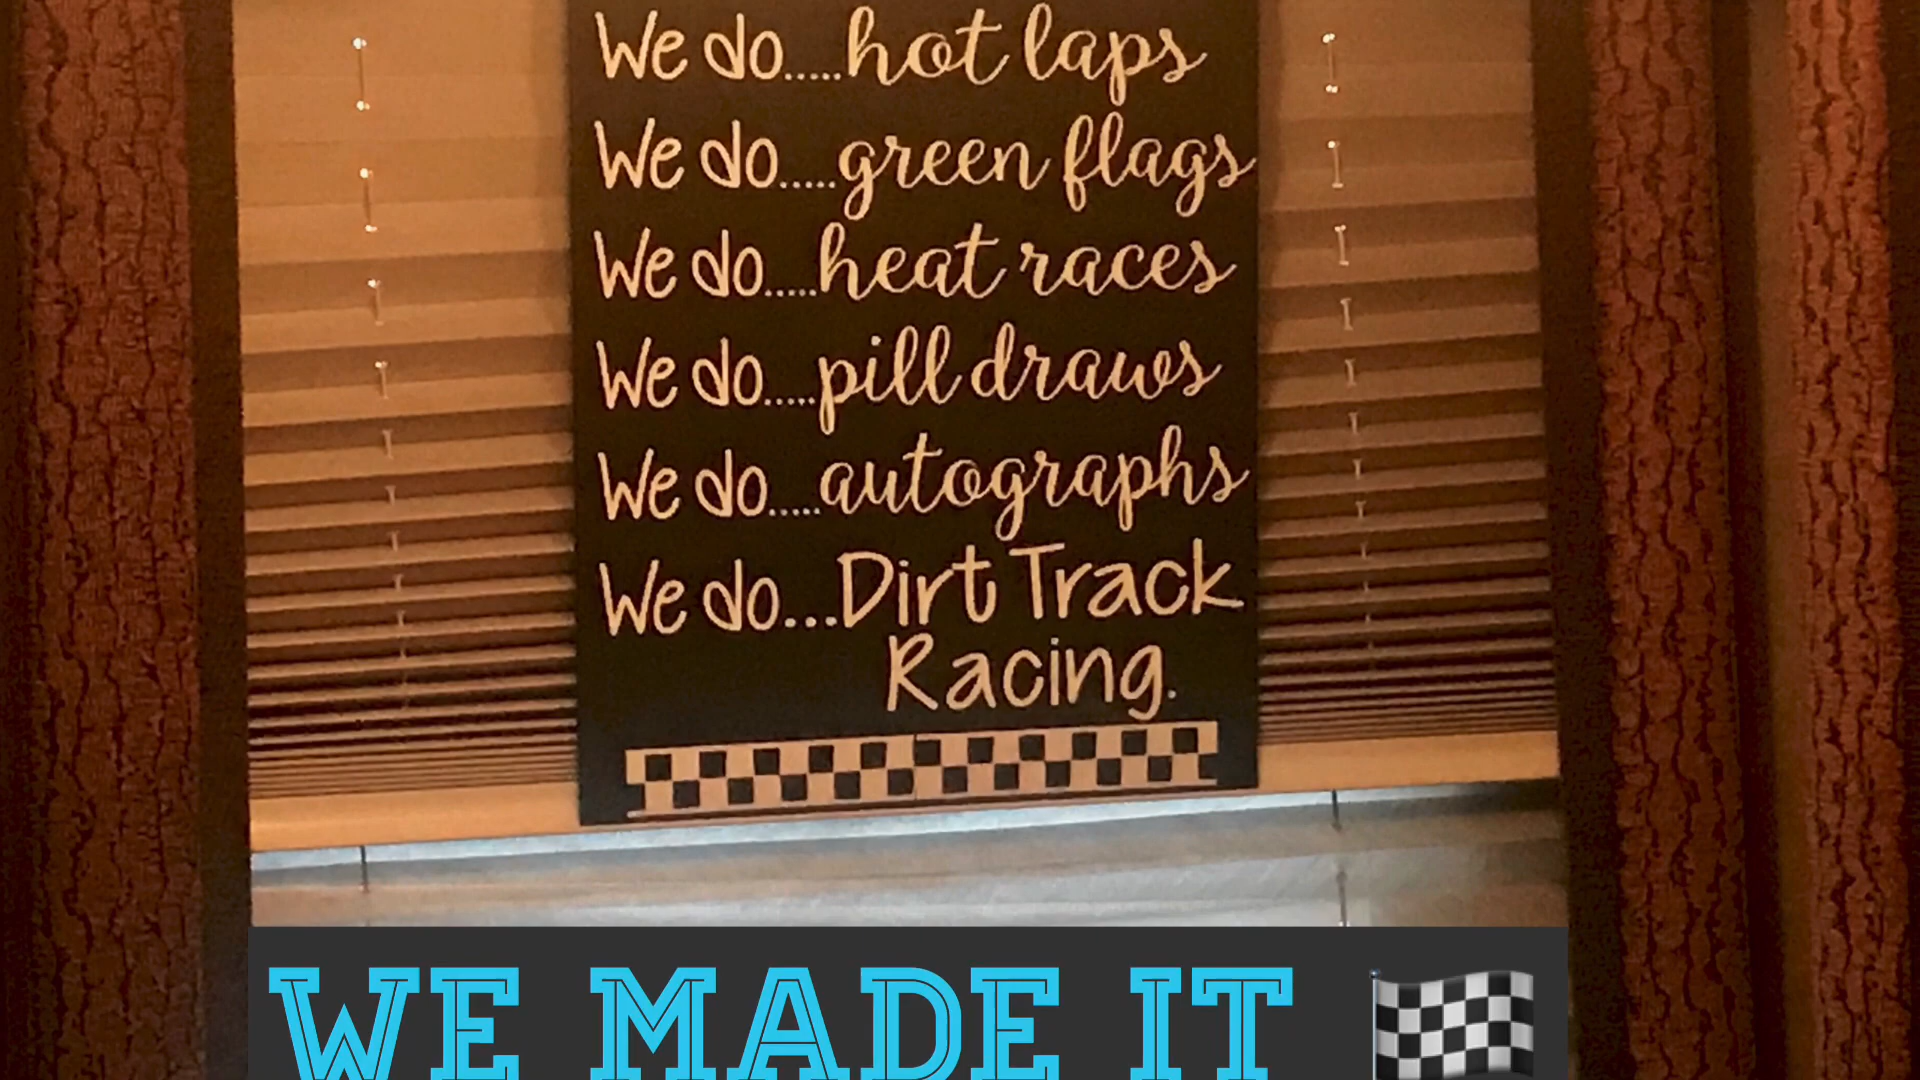 We do.....hot laps
We do.....green flags
We do.....heat races
We do.....pill draws
We do.....autographs
We do...Dirt Track
Racing.
WE MADE IT 🏁